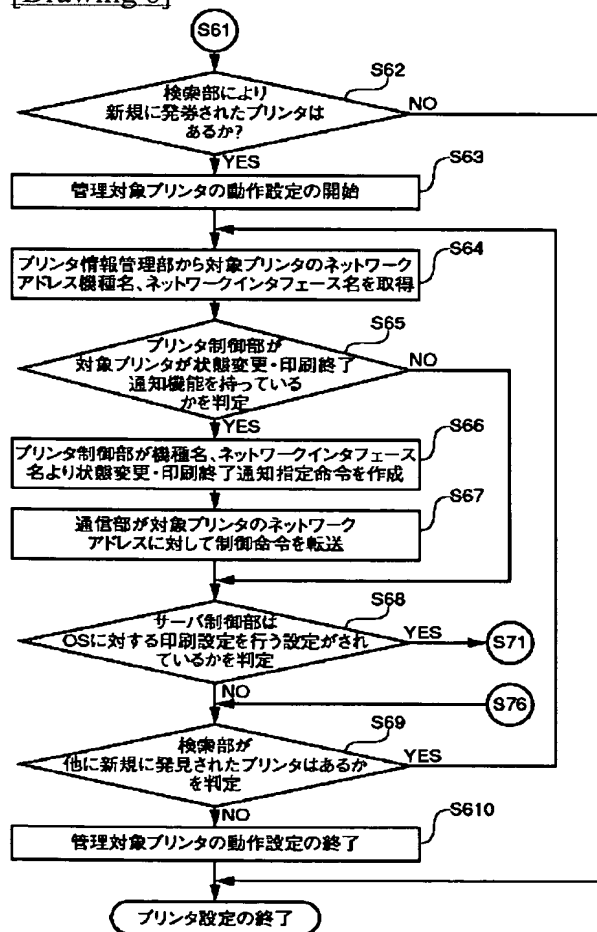 [Drawing 6]
S61
S62
検索部により
新規に発券されたプリンタは
あるか?
NO
YES
S63
管理対象プリンタの動作設定の開始
S64
プリンタ情報管理部から対象プリンタのネットワーク
アドレス機種名、ネットワークインタフェース名を取得
S65
プリンタ制御部が
対象プリンタが状態変更・印刷終了
通知機能を持っている
かを判定
NO
YES
S66
プリンタ制御部が機種名、ネットワークインタフェース
名より状態変更・印刷終了通知指定命令を作成
S67
通信部が対象プリンタのネットワーク
アドレスに対して制御命令を転送
S68
サーバ制御部は
OSに対する印刷設定を行う設定がされ
ているかを判定
YES
S71
NO
S76
S69
検索部が
他に新規に発見されたプリンタはあるか
を判定
YES
NO
S610
管理対象プリンタの動作設定の終了
プリンタ設定の終了